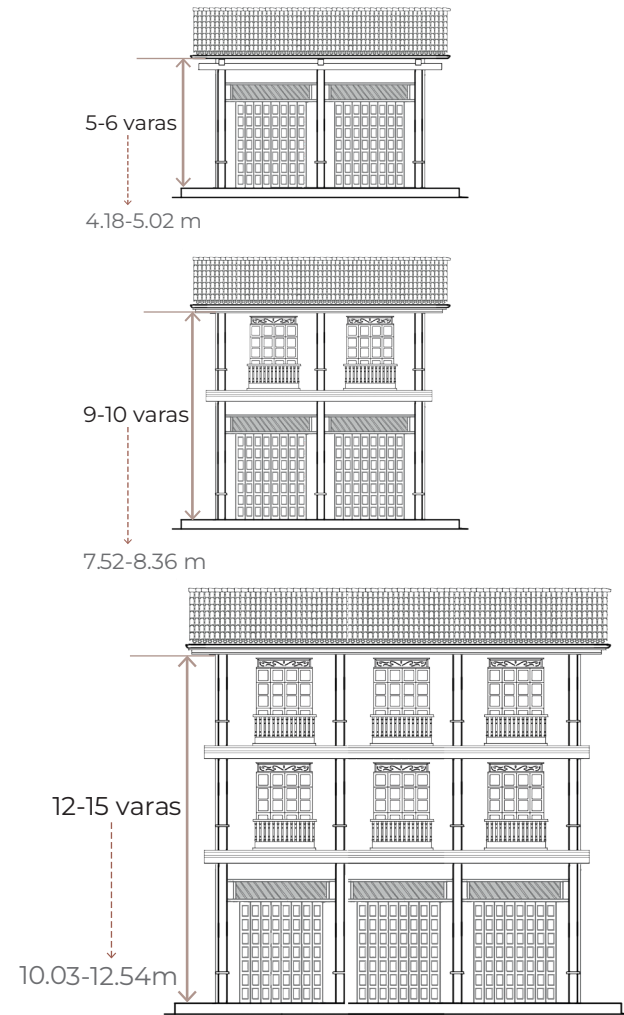 5-6 varas
4.18-5.02 m
9-10 varas
7.52-8.36 m
12-15 varas
10.03-12.54m